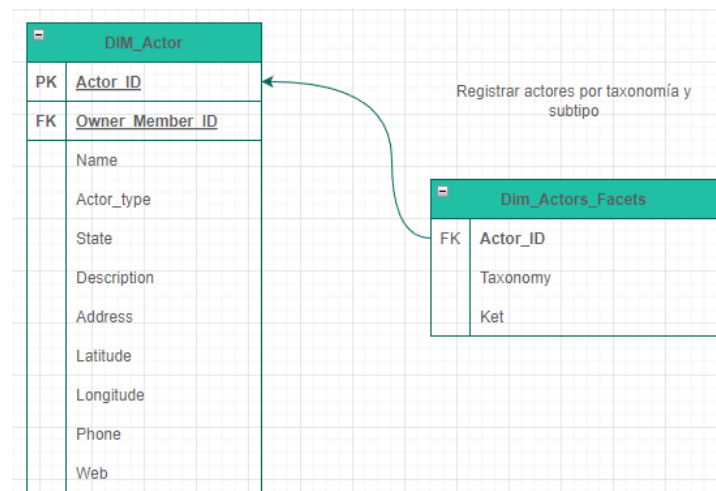 DIM_Actor
PK Actor_ID
FK Owner_Member_ID
Name
Actor_type
State
Description
Address
Latitude
Longitude
Phone
Web
Registrar actores por taxonomía y
subtipo
Dim_Actors_Facets
FK Actor_ID
Taxonomy
Ket